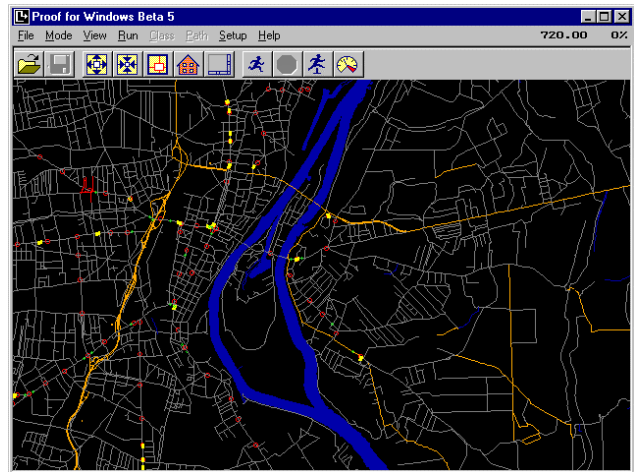 Proof for Windows Beta 5
File Mode View Run Class Path Setup Help 720.00 0%